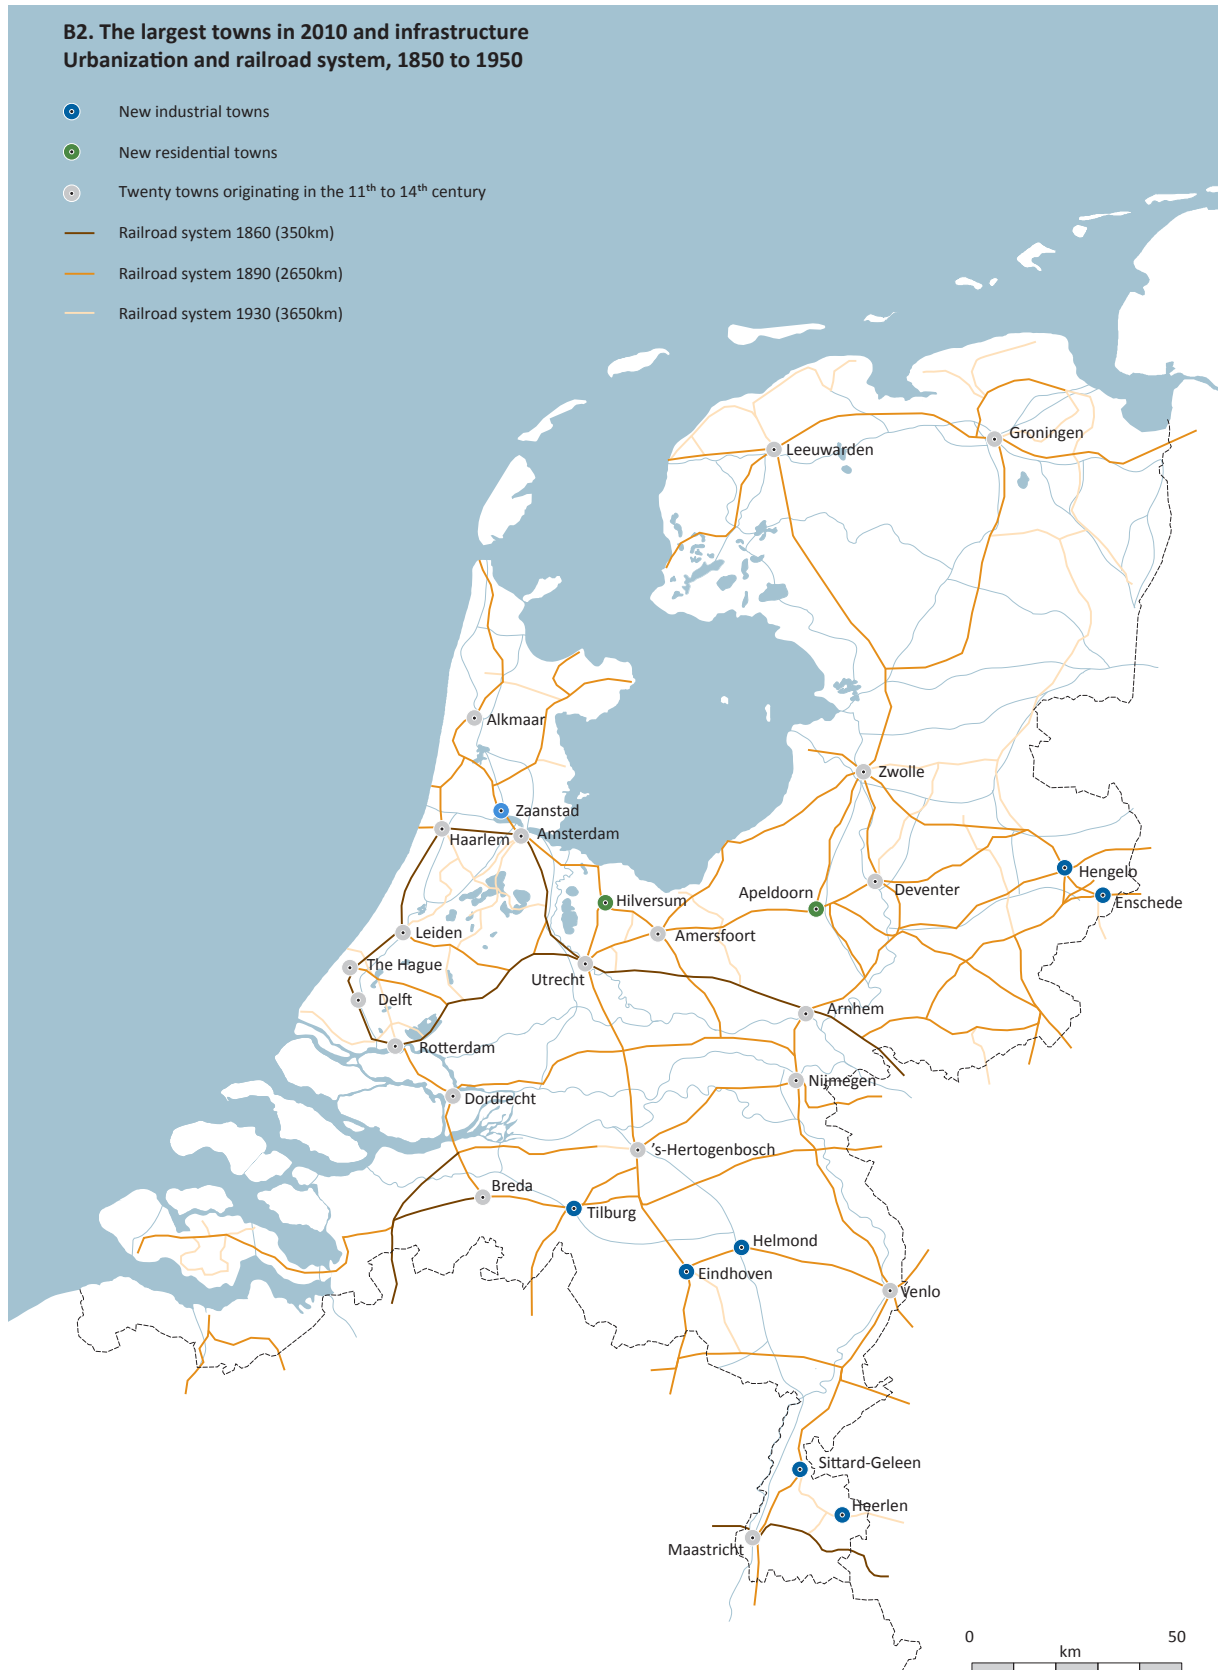 B2. The largest towns in 2010 and infrastructure
Urbanization and railroad system, 1850 to 1950
New industrial towns
New residential towns
Twenty towns originating in the 11th to 14th century
Railroad system 1860 (350km)
Railroad system 1890 (2650km)
Railroad system 1930 (3650km)
Groningen
Leeuwarden
Alkmaar
Zwolle
Zaanstad
Amsterdam
Haarlem
Hengelo
Deventer
Apeldoorn
Hilversum
Enschede
Leiden
Amersfoort
The Hague
Utrecht
Delft
Arnhem
Rotterdam
Nijmegen
Dordrecht
's-Hertogenbosch
Breda
Tilburg
Helmond
Eindhoven
Venlo
Sittard-Geleen
Heerlen
Maastricht
0 50
km